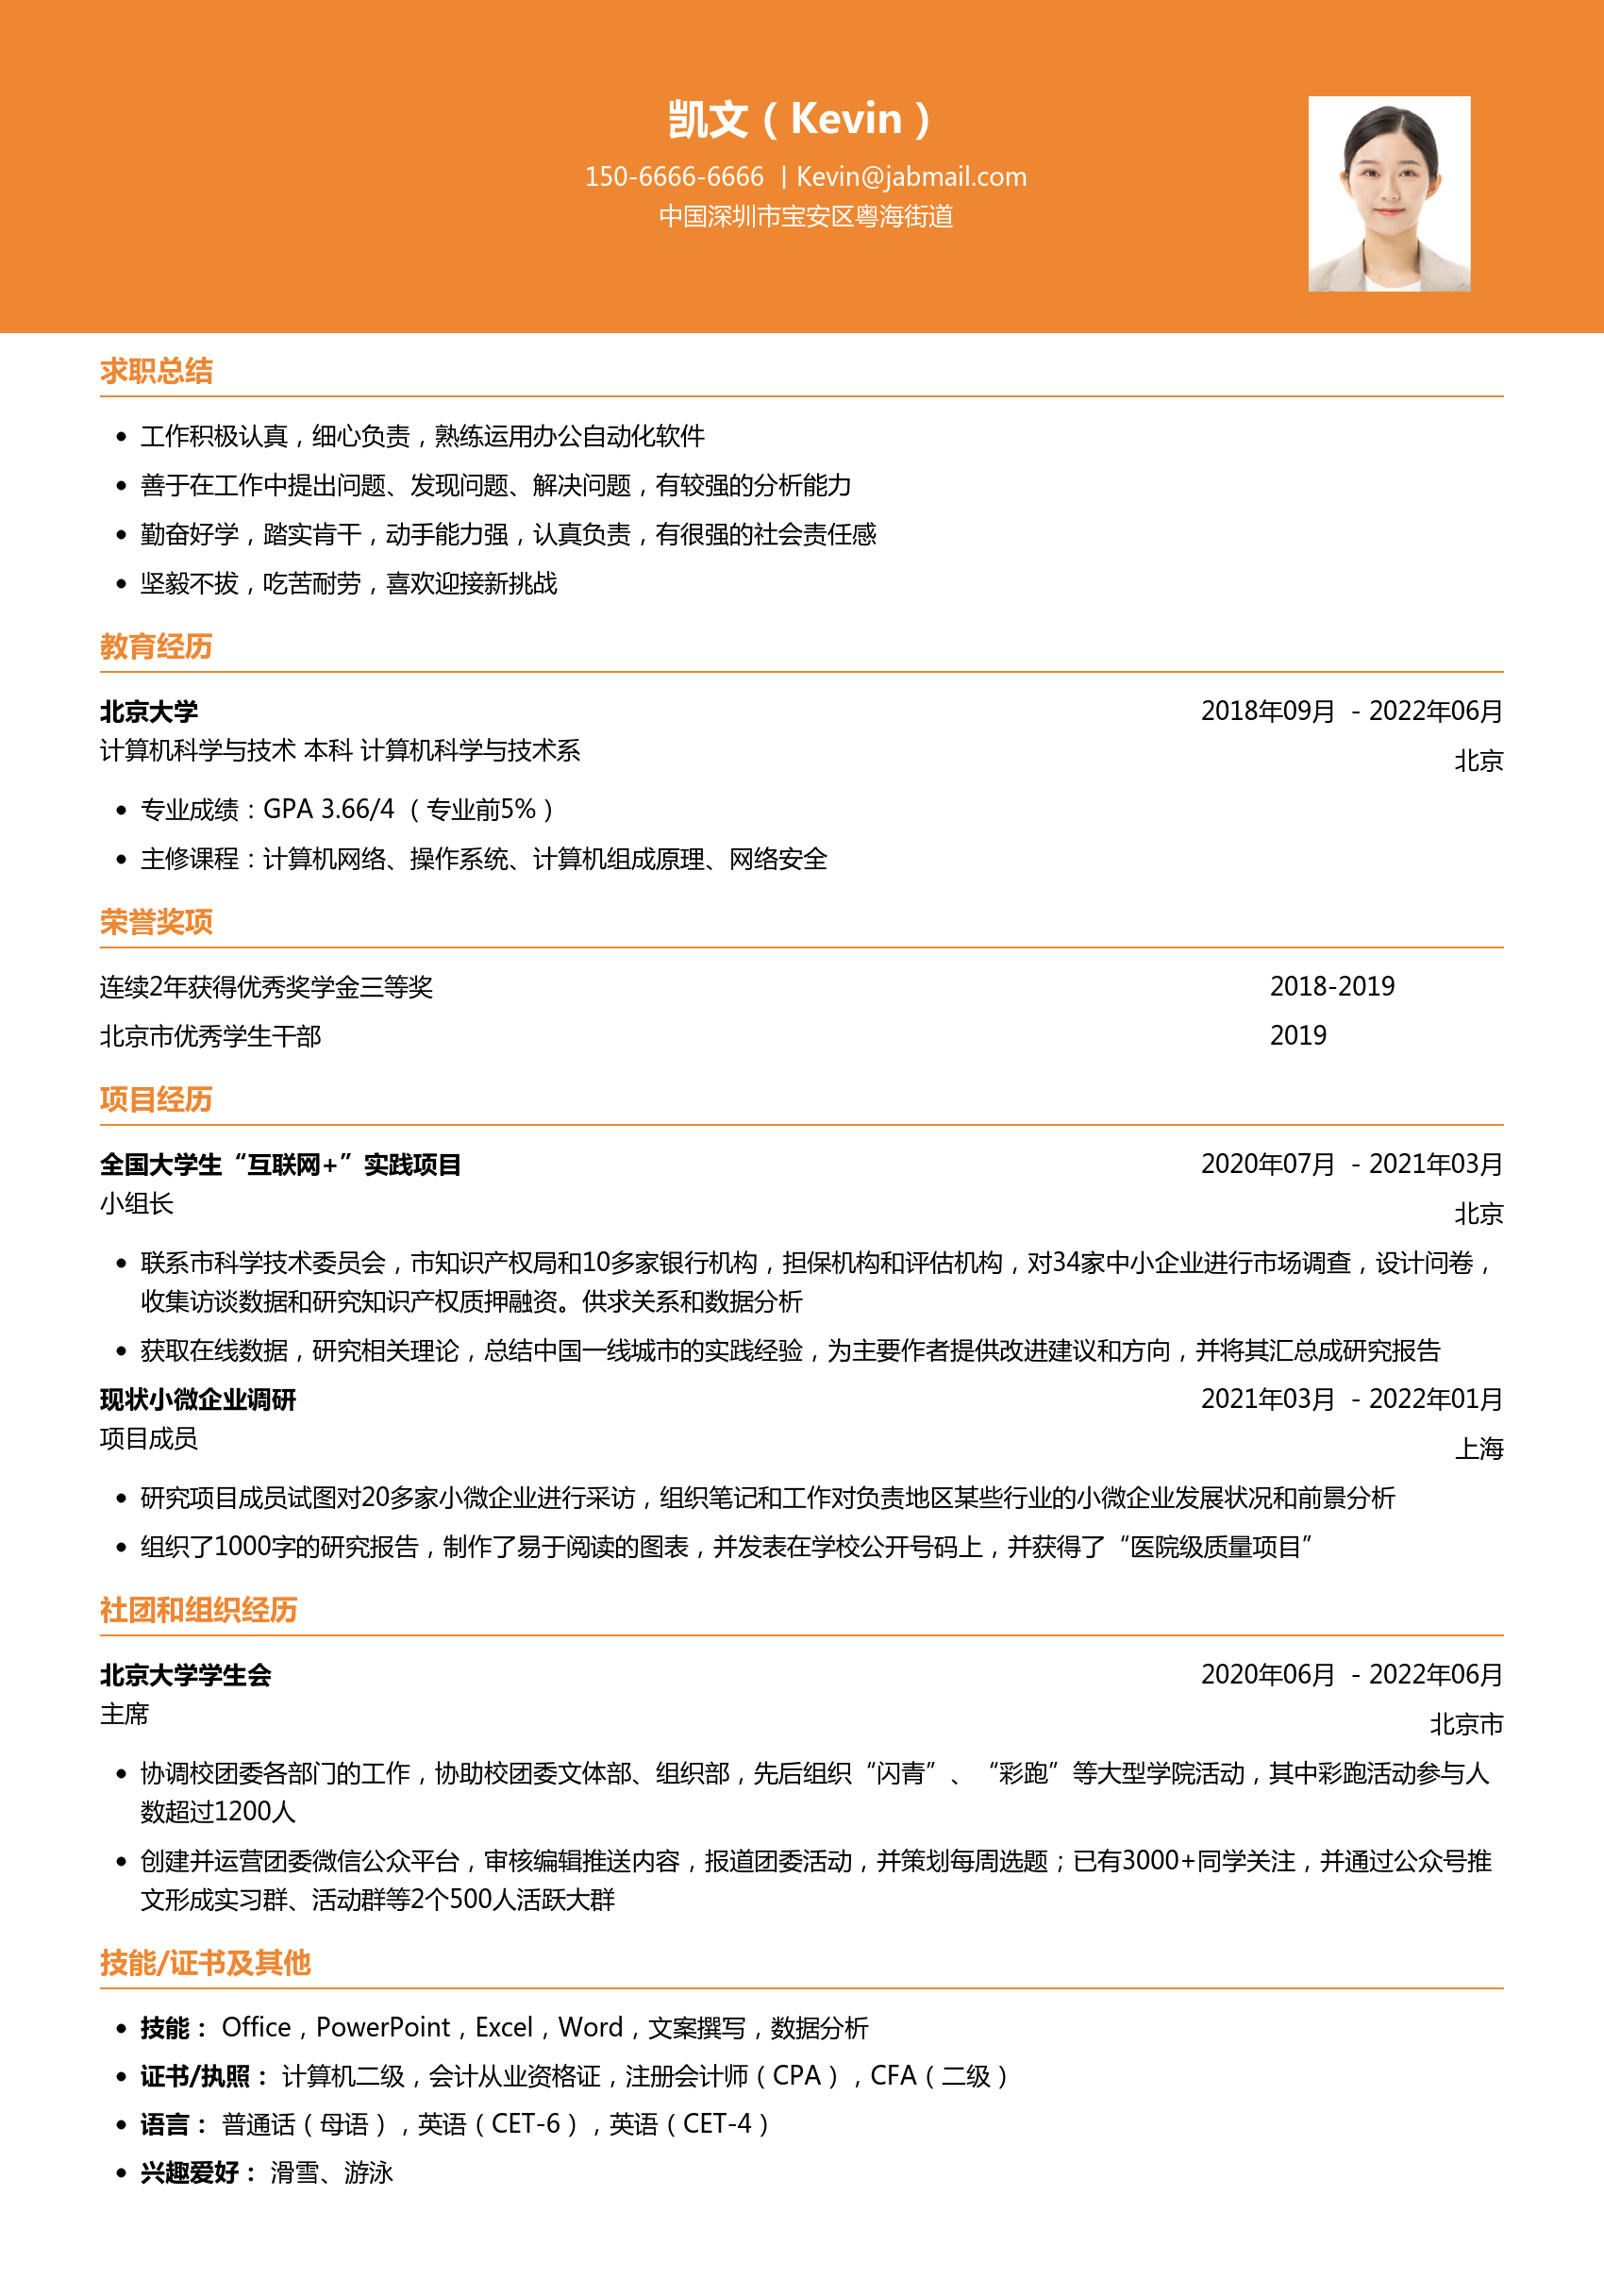 凯文（Kevin）
150-6666-6666 | Kevin@jabmail.com
中国深圳市宝安区粤海街道
求职总结
• 工作积极认真，细心负责，熟练运用办公自动化软件
• 善于在工作中提出问题、发现问题、解决问题，有较强的分析能力
• 勤奋好学，踏实肯干，动手能力强，认真负责，有很强的社会责任感
• 坚毅不拔，吃苦耐劳，喜欢迎接新挑战
教育经历
北京大学 2018年09月 - 2022年06月
计算机科学与技术 本科 计算机科学与技术系
北京
• 专业成绩：GPA 3.66/4（专业前5%）
• 主修课程：计算机网络、操作系统、计算机组成原理、网络安全
荣誉奖项
连续2年获得优秀奖学金三等奖 2018-2019
北京市优秀学生干部 2019
项目经历
全国大学生“互联网+”实践项目 2020年07月 - 2021年03月
小组长
北京
• 联系市科学技术委员会，市知识产权局和10多家银行机构，担保机构和评估机构，对34家中小企业进行市场调查，设计问卷，
收集访谈数据和研究知识产权质押融资。供求关系和数据分析
• 获取在线数据，研究相关理论，总结中国一线城市的实践经验，为主要作者提供改进建议和方向，并将其汇总成研究报告
现状小微企业调研 2021年03月 - 2022年01月
项目成员
上海
• 研究项目成员试图对20多家小微企业进行采访，组织笔记和工作对负责地区某些行业的小微企业发展状况和前景分析
• 组织了1000字的研究报告，制作了易于阅读的图表，并发表在学校公开号码上，并获得了“医院级质量项目”
社团和组织经历
北京大学学生会 2020年06月 - 2022年06月
主席
北京市
• 协调校团委各部门的工作，协助校团委文体部、组织部，先后组织“闪青”、“彩跑”等大型学院活动，其中彩跑活动参与人
数超过1200人
• 创建并运营团委微信公众平台，审核编辑推送内容，报道团委活动，并策划每周选题；已有3000+同学关注，并通过公众号推
文形成实习群、活动群等2个500人活跃大群
技能/证书及其他
• 技能： Office，PowerPoint，Excel，Word，文案撰写，数据分析
• 证书/执照： 计算机二级，会计从业资格证，注册会计师（CPA），CFA（二级）
• 语言： 普通话（母语），英语（CET-6），英语（CET-4）
• 兴趣爱好： 滑雪、游泳